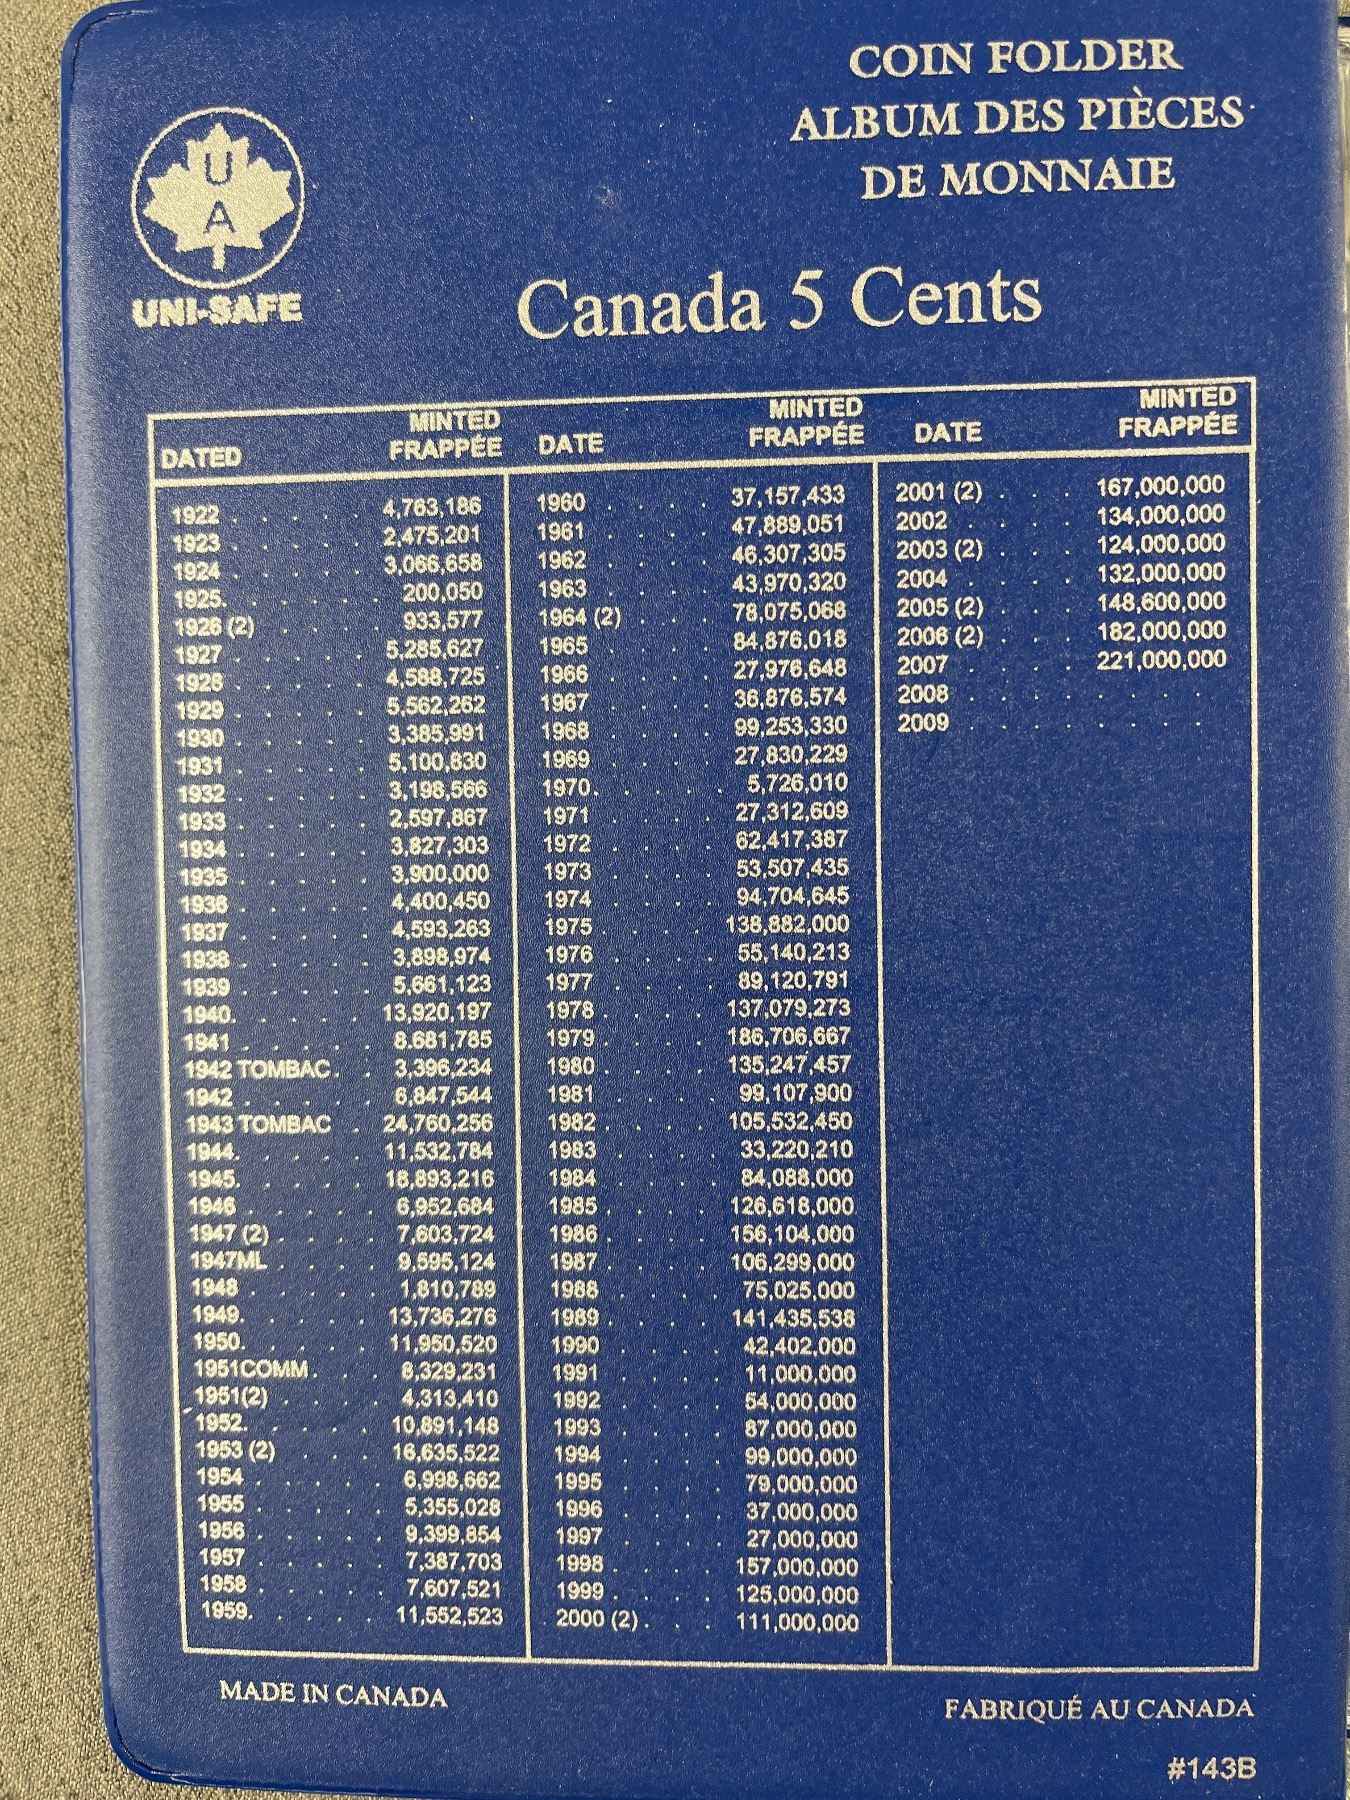 COIN FOLDER
ALBUM DES PIÈCES
DE MONNAIE
U
A
UNI-SAFE
Canada 5 Cents
DATED MINTED FRAPPÉE
1922 . . . . . 4,763,186
1923 . . . . . 2,475,201
1924 . . . . . 3,066,658
1925. . . . . 200,050
1926 (2) . . . . 933,577
1927 . . . . . 5,285,627
1928 . . . . . 4,588,725
1929 . . . . . 5,562,262
1930 . . . . . 3,385,991
1931 . . . . . 5,100,830
1932 . . . . . 3,198,566
1933 . . . . . 2,597,867
1934 . . . . . 3,827,303
1935 . . . . . 3,900,000
1936 . . . . . 4,400,450
1937 . . . . . 4,593,263
1938 . . . . . 3,898,974
1939 . . . . . 5,661,123
1940. . . . . 13,920,197
1941 . . . . . 8.681,785
1942 TOMBAC . . 3,396,234
1942 . . . . . 6,847,544
1943 TOMBAC . 24,760,256
1944. . . . . 11,532,784
1945. . . . . 18,893,216
1946 . . . . . 6,952,684
1947 (2) . . . . 7,603,724
1947ML . . . . 9,595,124
1948 . . . . . 1,810,789
1949. . . . . 13,736,276
1950. . . . . 11,950,520
1951COMM . . . 8,329,231
1951(2) . . . . 4,313,410
1952. . . . . 10,891,148
1953 (2) . . . 16,635,522
1954 . . . . . 6,998,662
1955 . . . . . 5,355,028
1956 . . . . . 9,399,854
1957 . . . . . 7,387,703
1958 . . . . . 7,607,521
1959. . . . . 11,552,523
DATE MINTED FRAPPÉE
1960 . . . . 37,157,433
1961 . . . . 47,889,051
1962 . . . . 46,307,305
1963 . . . . 43,970,320
1964 (2) . . . 78,075,068
1965 . . . . 84,876,018
1966 . . . . 27,976,648
1967 . . . . 36,876,574
1968 . . . . 99,253,330
1969 . . . . 27,830,229
1970. . . . . 5,726,010
1971 . . . . 27,312,609
1972 . . . . 62,417,387
1973 . . . . 53,507,435
1974 . . . . 94,704,645
1975 . . . . 138,882,000
1976 . . . . 55,140,213
1977 . . . . 89,120,791
1978 . . . . 137,079,273
1979 . . . . 186,706,667
1980 . . . . 135,247,457
1981 . . . . 99,107,900
1982 . . . . 105,532,450
1983 . . . . 33,220,210
1984 . . . . 84,088,000
1985 . . . . 126,618,000
1986 . . . . 156,104,000
1987 . . . . 106,299,000
1988 . . . . 75,025,000
1989 . . . . 141,435,538
1990 . . . . 42,402,000
1991 . . . . 11,000,000
1992 . . . . 54,000,000
1993 . . . . 87,000,000
1994 . . . . 99,000,000
1995 . . . . 79,000,000
1996 . . . . 37,000,000
1997 . . . . 27,000,000
1998 . . . . 157,000,000
1999 . . . . 125,000,000
2000 (2) . . . 111,000,000
DATE MINTED FRAPPÉE
2001 (2) . . . 167,000,000
2002 . . . . 134,000,000
2003 (2) . . . 124,000,000
2004 . . . . 132,000,000
2005 (2) . . . 148,600,000
2006 (2) . . . 182,000,000
2007 . . . . 221,000,000
2008 . . . . . . . .
2009 . . . . . . . .
MADE IN CANADA
FABRIQUÉ AU CANADA
#143B